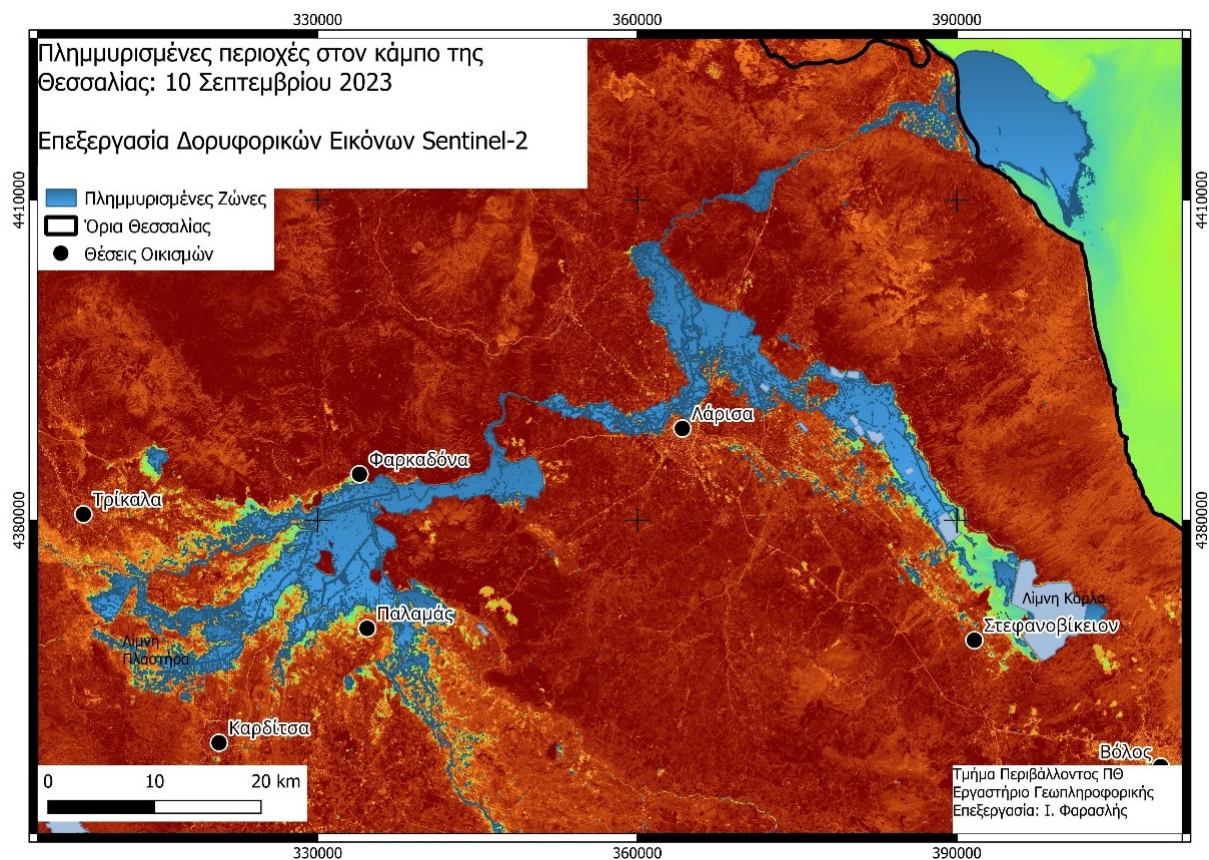 330000
360000
390000
Πλημμυρισμένες περιοχές στον κάμπο της
Θεσσαλίας: 10 Σεπτεμβρίου 2023
Επεξεργασία Δορυφορικών Εικόνων Sentinel-2
Πλημμυρισμένες Ζώνες
Όρια Θεσσαλίας
Θέσεις Οικισμών
4410000
4410000
Λάρισα
Φαρκαδόνα
Τρίκαλα
4380000
4380000
Λίμνη Κάρλα
Παλαμάς
Στεφανοβίκειον
Λίμνη
Πλαστήρα
Καρδίτσα
Βόλος
0 10 20 km
Τμήμα Περιβάλλοντος ΠΘ
Εργαστήριο Γεωπληροφορικής
Επεξεργασία: Ι. Φαρασλής
330000
360000
390000